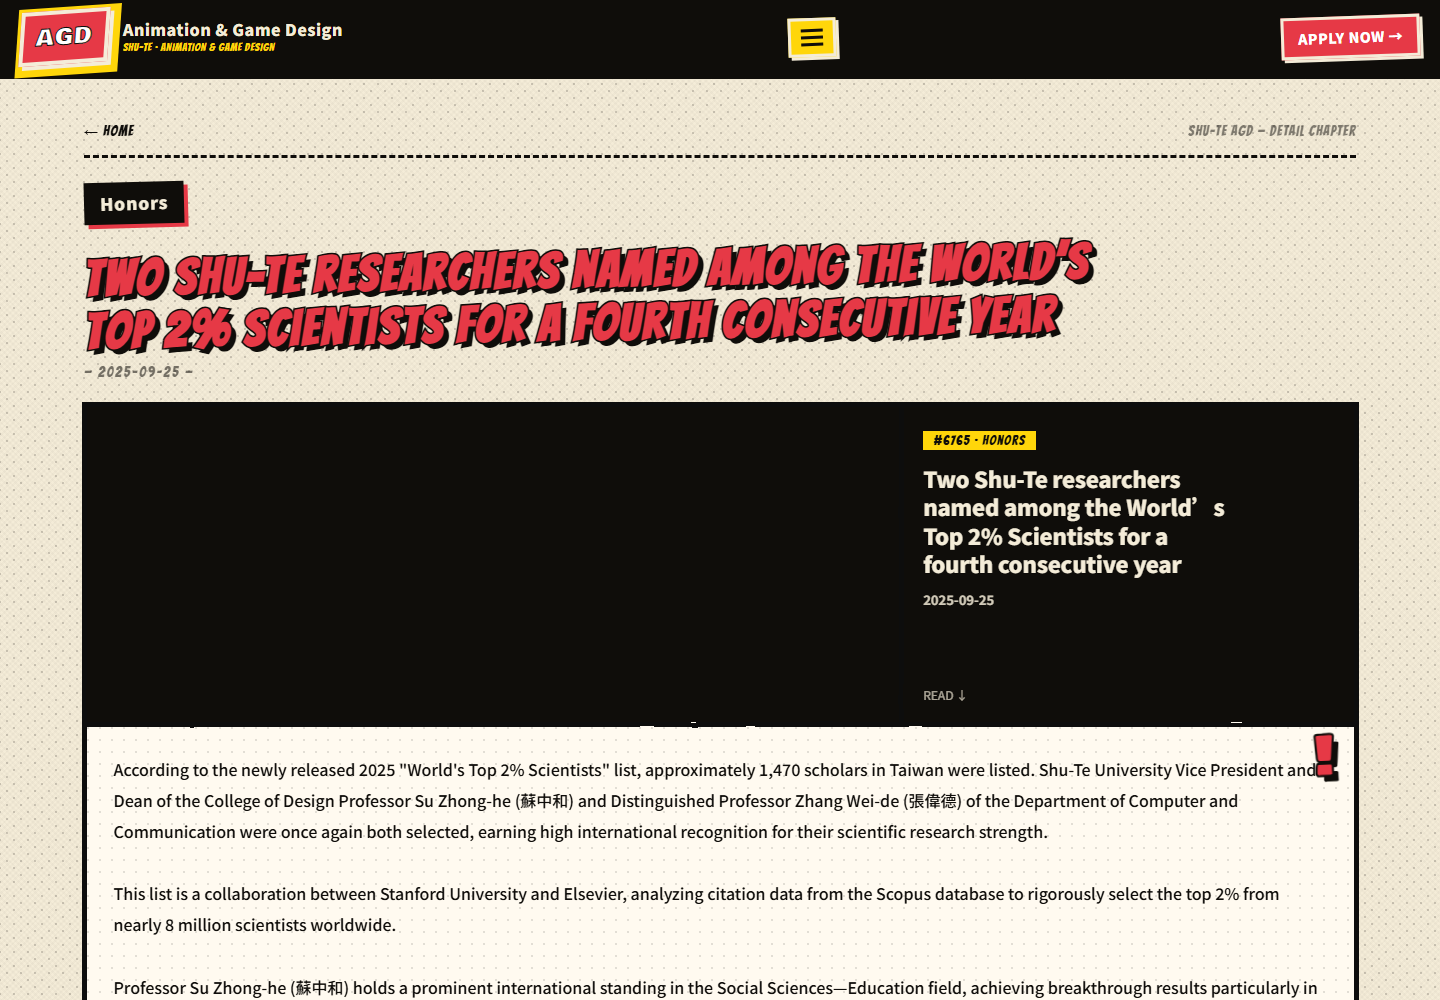 AGD
Animation & Game Design
SHU-TE · ANIMATION & GAME DESIGN
APPLY NOW →
← HOME
SHU-TE AGD — DETAIL CHAPTER
Honors
TWO SHU-TE RESEARCHERS NAMED AMONG THE WORLD'S
TOP 2% SCIENTISTS FOR A FOURTH CONSECUTIVE YEAR
— 2025-09-25 —
#6765 · HONORS
Two Shu-Te researchers
named among the World’s
Top 2% Scientists for a
fourth consecutive year
2025-09-25
READ ↓
!
According to the newly released 2025 "World's Top 2% Scientists" list, approximately 1,470 scholars in Taiwan were listed. Shu-Te University Vice President and
Dean of the College of Design Professor Su Zhong-he (蘇中和) and Distinguished Professor Zhang Wei-de (張偉德) of the Department of Computer and
Communication were once again both selected, earning high international recognition for their scientific research strength.
This list is a collaboration between Stanford University and Elsevier, analyzing citation data from the Scopus database to rigorously select the top 2% from
nearly 8 million scientists worldwide.
Professor Su Zhong-he (蘇中和) holds a prominent international standing in the Social Sciences—Education field, achieving breakthrough results particularly in